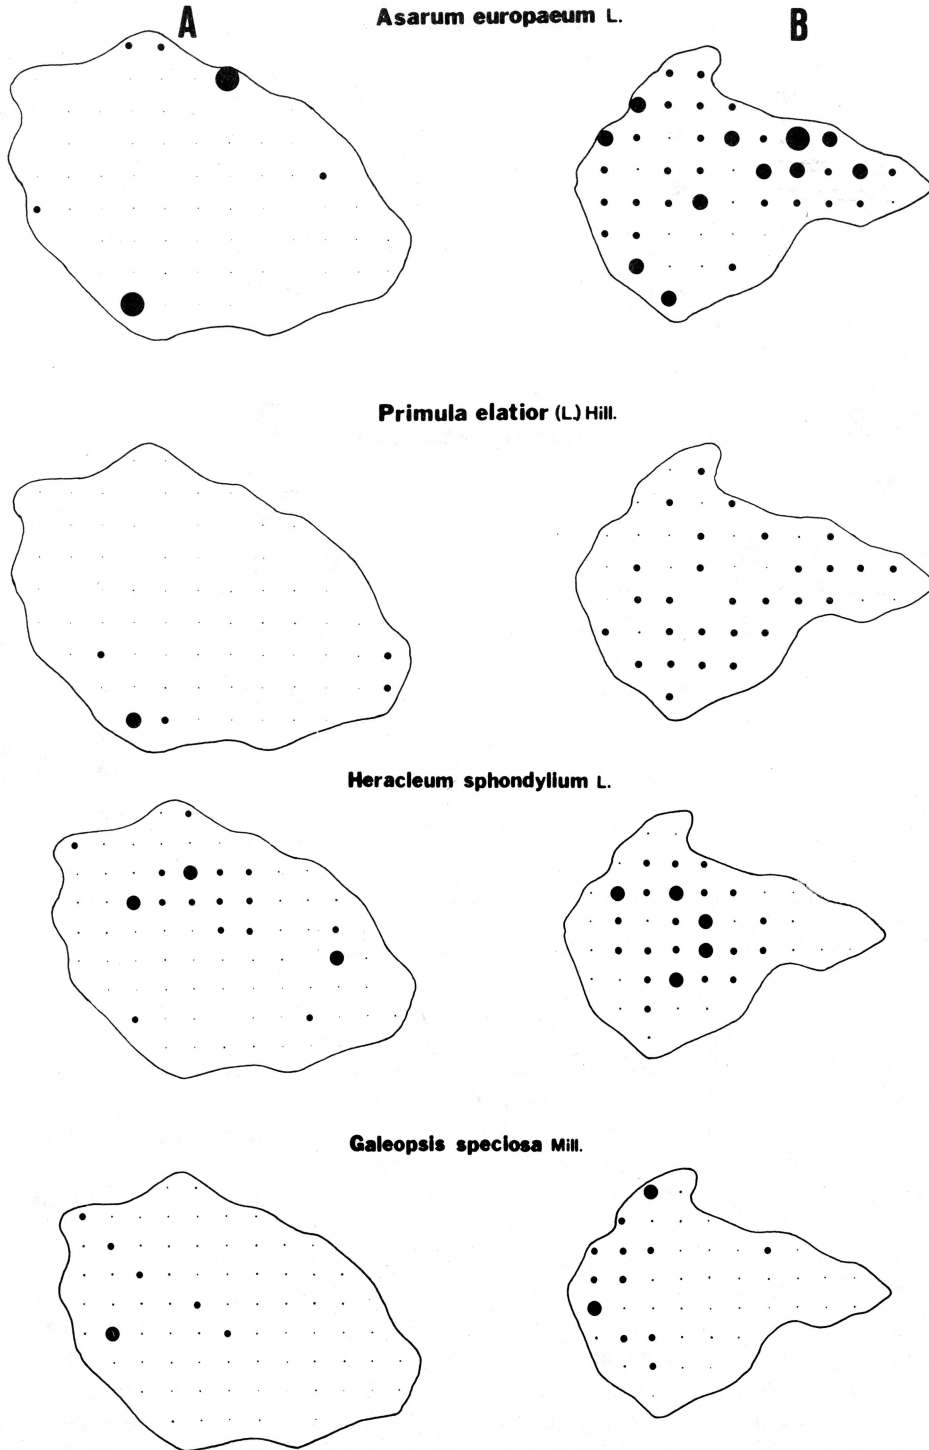 A
Asarum europaeum L.
B
Primula elatior (L.) Hill.
Heracleum sphondylium L.
Galeopsis speciosa Mill.